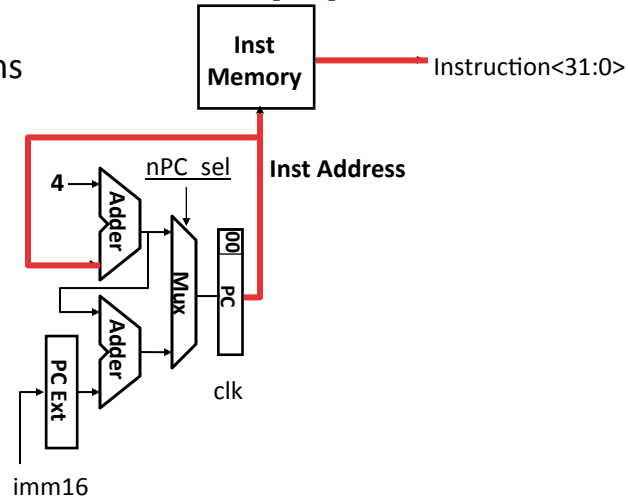 ns
Inst
Memory
Instruction<31:0>
nPC_sel
Inst Address
4
Adder
00
Mux
PC
Adder
PC Ext
clk
imm16